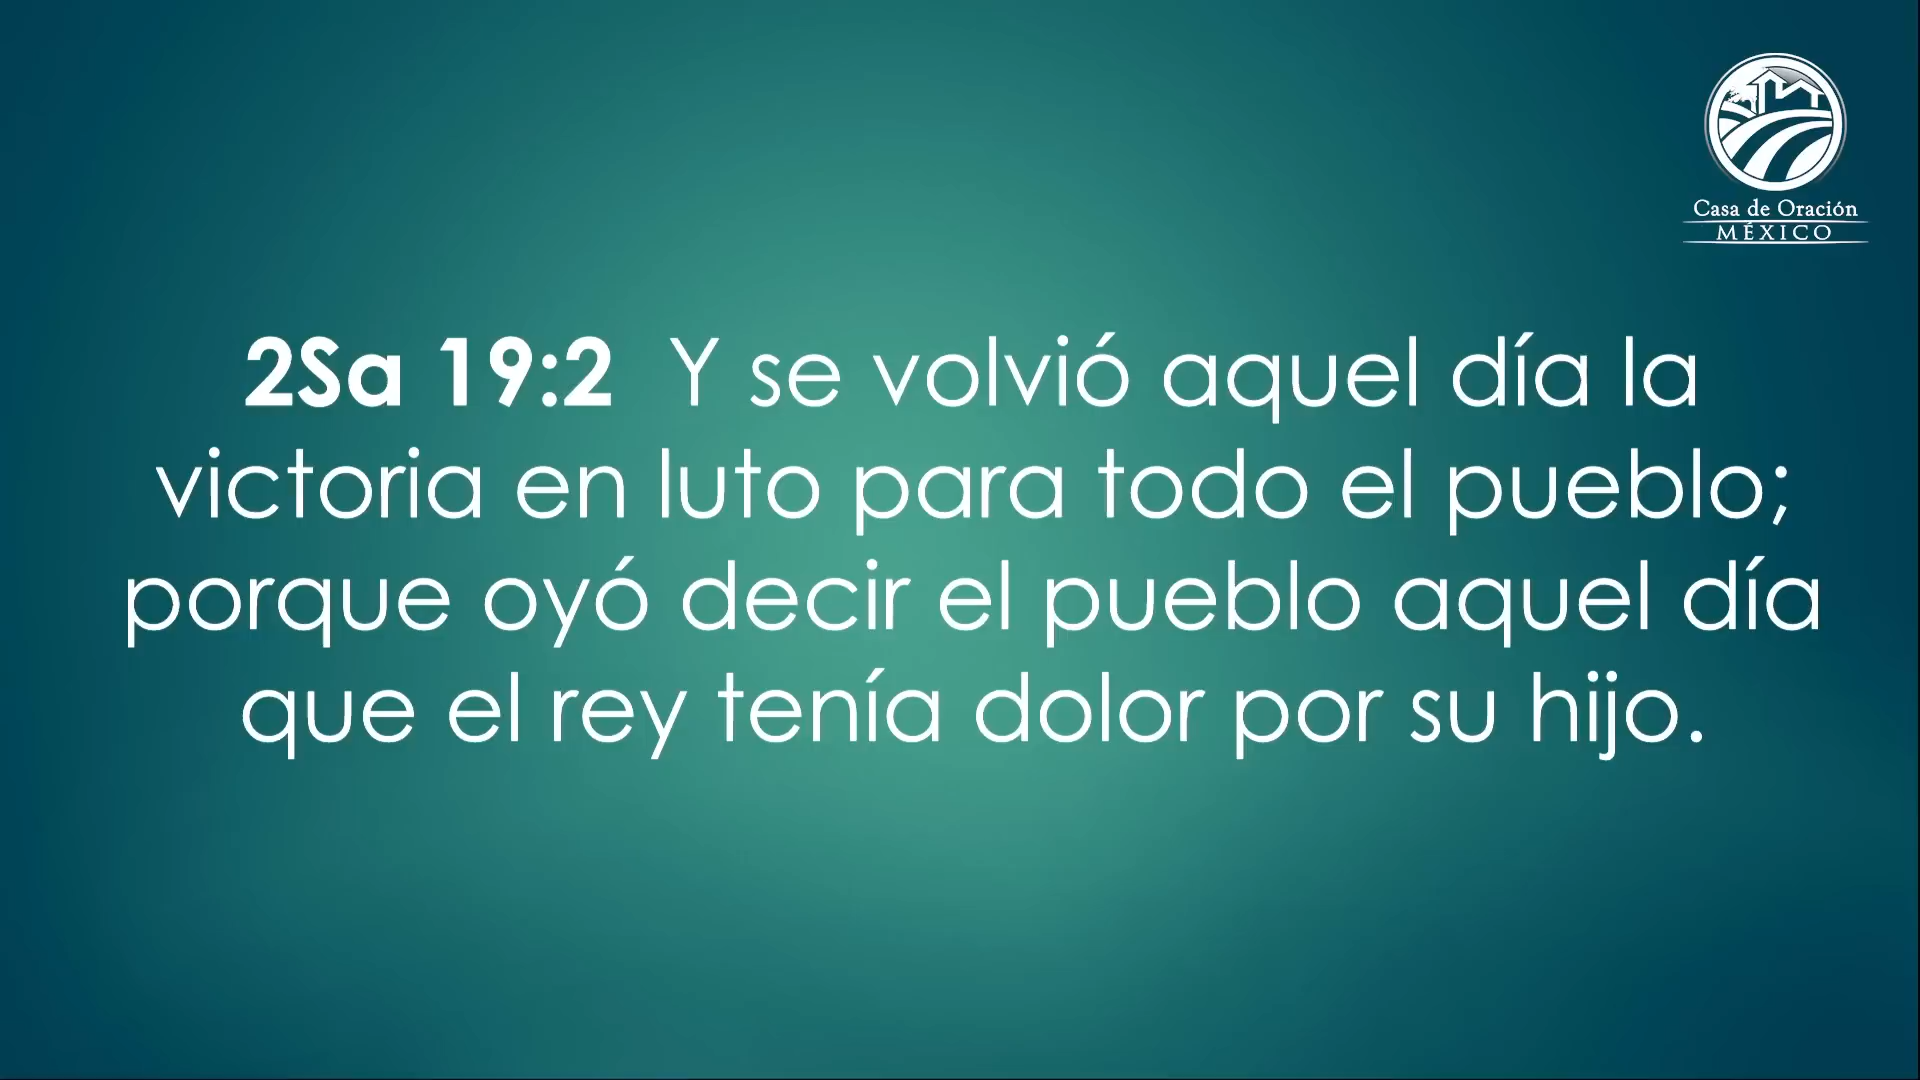 Casa de Oración
MÉXICO
2Sa 19:2  Y se volvió aquel día la
victoria en luto para todo el pueblo;
porque oyó decir el pueblo aquel día
que el rey tenía dolor por su hijo.